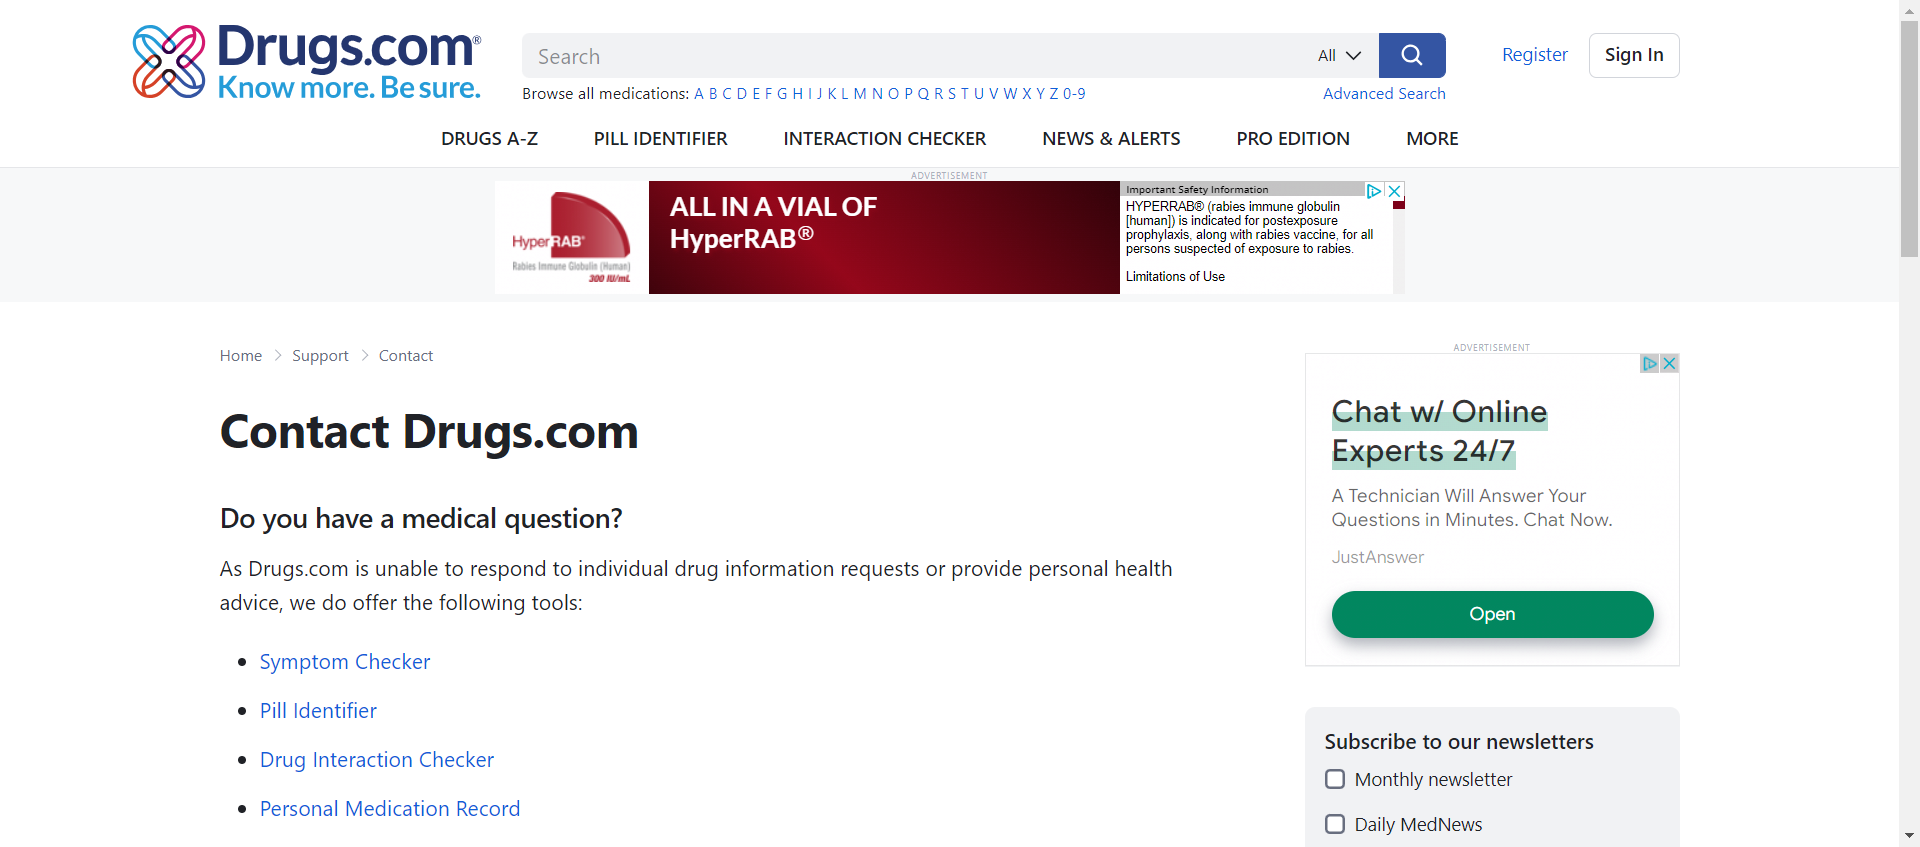 Drugs.com®
Know more. Be sure.
Search
All
Register
Sign In
Browse all medications: A B C D E F G H I J K L M N O P Q R S T U V W X Y Z 0-9
Advanced Search
DRUGS A-Z
PILL IDENTIFIER
INTERACTION CHECKER
NEWS & ALERTS
PRO EDITION
MORE
ADVERTISEMENT
HyperRAB®
Rabies Immune Globulin (Human)
300 IU/mL
ALL IN A VIAL OF
HyperRAB®
Important Safety Information
HYPERRAB® (rabies immune globulin
[human]) is indicated for postexposure
prophylaxis, along with rabies vaccine, for all
persons suspected of exposure to rabies.
Limitations of Use
Home
Support
Contact
Contact Drugs.com
Do you have a medical question?
As Drugs.com is unable to respond to individual drug information requests or provide personal health
advice, we do offer the following tools:
Symptom Checker
Pill Identifier
Drug Interaction Checker
Personal Medication Record
ADVERTISEMENT
Chat w/ Online
Experts 24/7
A Technician Will Answer Your
Questions in Minutes. Chat Now.
JustAnswer
Open
Subscribe to our newsletters
Monthly newsletter
Daily MedNews